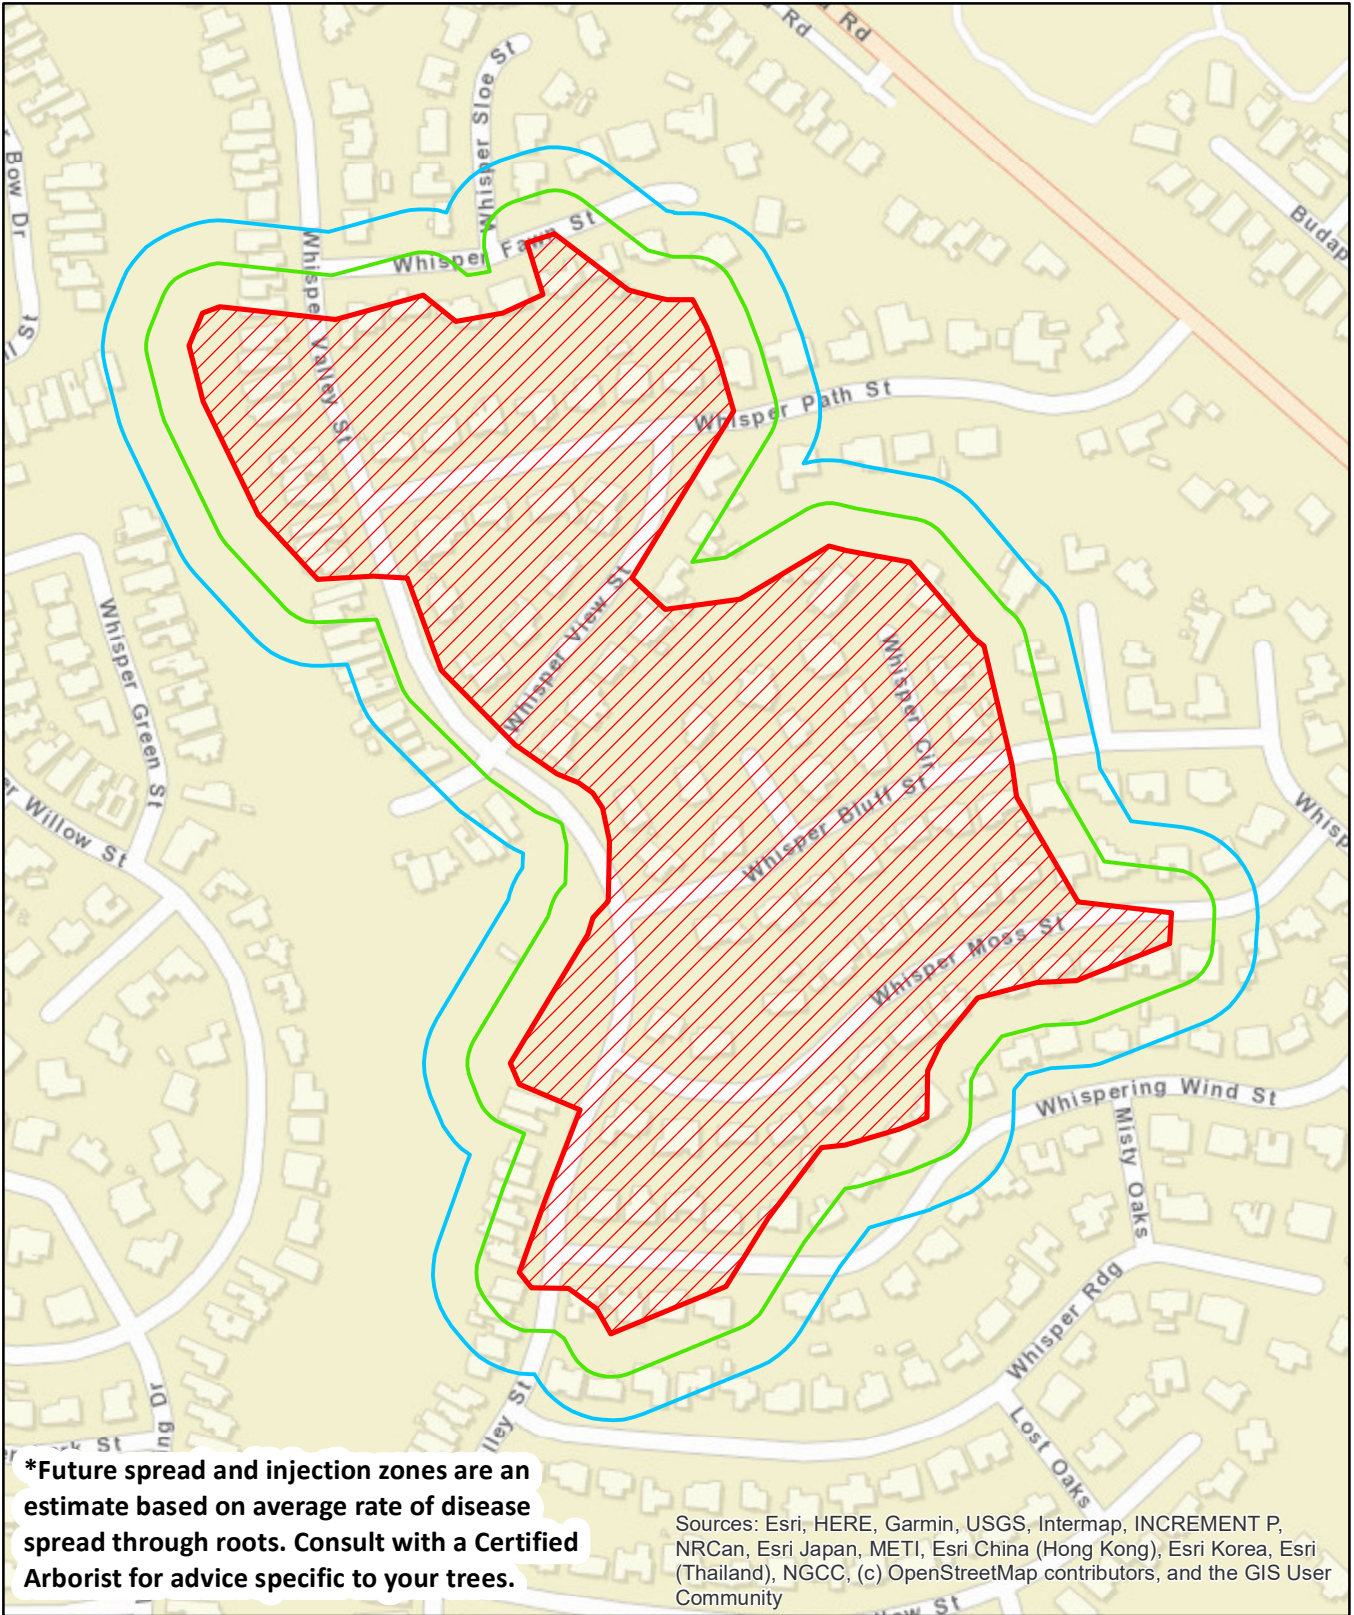 Rd
Rd
Whisper Sloe St
Bow Dr
Whisper Fawn St
Budap
Whisper Valley St
ll St
Whisper Path St
Whisper View St
Whisper Green St
Whisper Cir
Whisper Bluff St
Whisp
er Willow St
Whisper Moss St
Whispering Wind St
Misty Oaks
Whisper Rdg
Lost Oaks
ng Dr
lley St
rk St
*Future spread and injection zones are an
estimate based on average rate of disease
spread through roots. Consult with a Certified
Arborist for advice specific to your trees.
Sources: Esri, HERE, Garmin, USGS, Intermap, INCREMENT P,
NRCan, Esri Japan, METI, Esri China (Hong Kong), Esri Korea, Esri
(Thailand), NGCC, (c) OpenStreetMap contributors, and the GIS User
Community
ow St